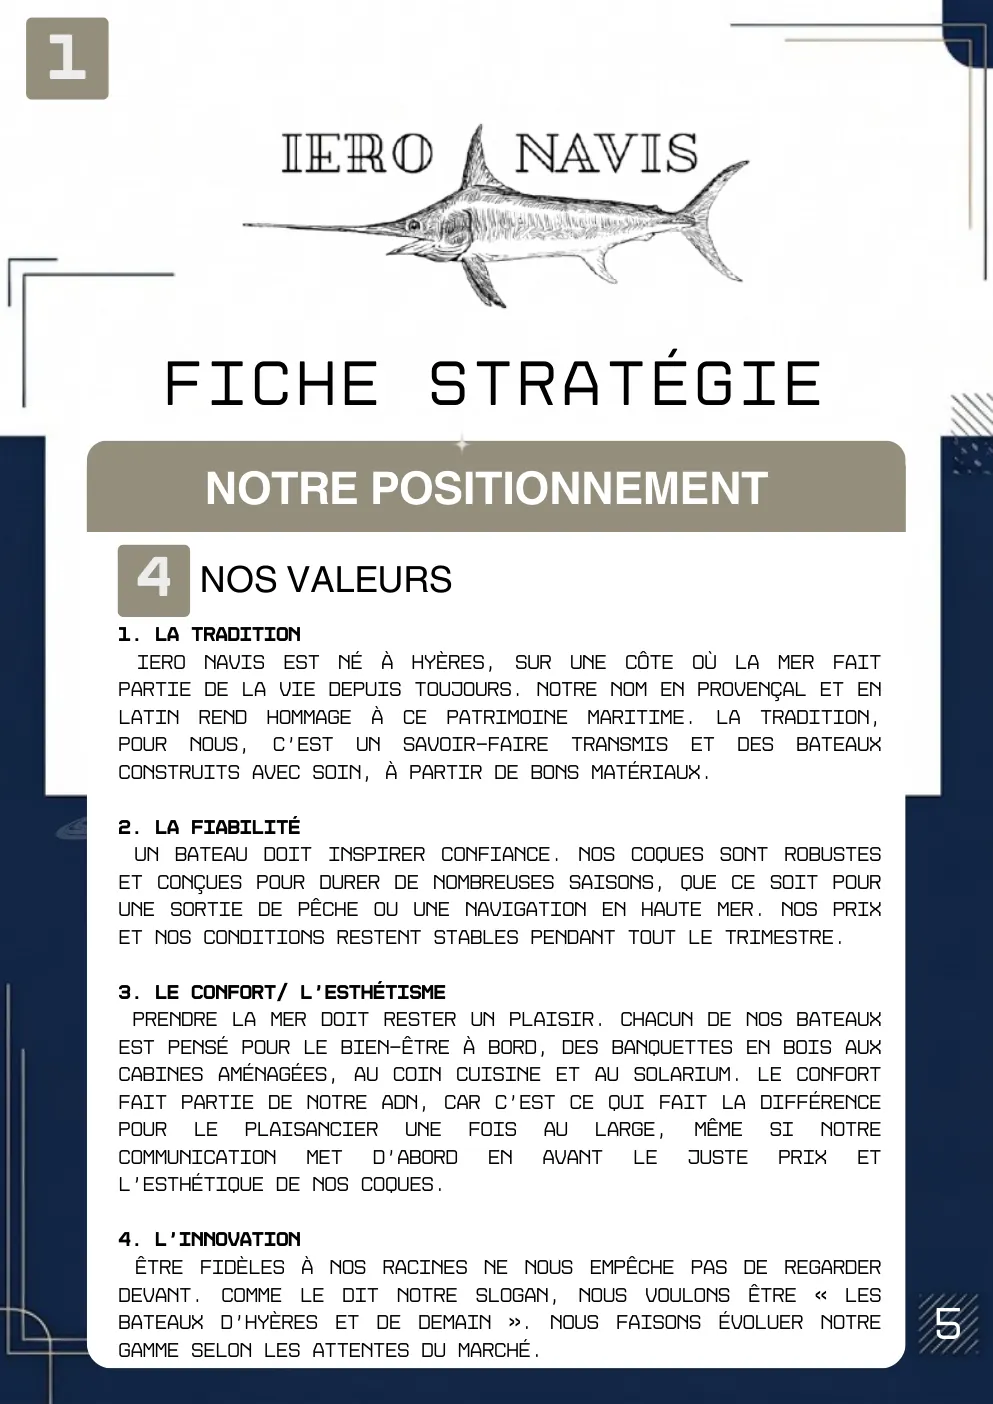 1
IERO NAVIS
FICHE STRATÉGIE
NOTRE POSITIONNEMENT
4 NOS VALEURS
1. LA TRADITION
IERO NAVIS EST NÉ À HYÈRES, SUR UNE CÔTE OÙ LA MER FAIT
PARTIE DE LA VIE DEPUIS TOUJOURS. NOTRE NOM EN PROVENÇAL ET EN
LATIN REND HOMMAGE À CE PATRIMOINE MARITIME. LA TRADITION,
POUR NOUS, C'EST UN SAVOIR-FAIRE TRANSMIS ET DES BATEAUX
CONSTRUITS AVEC SOIN, À PARTIR DE BONS MATÉRIAUX.
2. LA FIABILITÉ
UN BATEAU DOIT INSPIRER CONFIANCE. NOS COQUES SONT ROBUSTES
ET CONÇUES POUR DURER DE NOMBREUSES SAISONS, QUE CE SOIT POUR
UNE SORTIE DE PÊCHE OU UNE NAVIGATION EN HAUTE MER. NOS PRIX
ET NOS CONDITIONS RESTENT STABLES PENDANT TOUT LE TRIMESTRE.
3. LE CONFORT/ L'ESTHÉTISME
PRENDRE LA MER DOIT RESTER UN PLAISIR. CHACUN DE NOS BATEAUX
EST PENSÉ POUR LE BIEN-ÊTRE À BORD, DES BANQUETTES EN BOIS AUX
CABINES AMÉNAGÉES, AU COIN CUISINE ET AU SOLARIUM. LE CONFORT
FAIT PARTIE DE NOTRE ADN, CAR C'EST CE QUI FAIT LA DIFFÉRENCE
POUR LE PLAISANCIER UNE FOIS AU LARGE, MÊME SI NOTRE
COMMUNICATION MET D'ABORD EN AVANT LE JUSTE PRIX ET
L'ESTHÉTIQUE DE NOS COQUES.
4. L'INNOVATION
ÊTRE FIDÈLES À NOS RACINES NE NOUS EMPÊCHE PAS DE REGARDER
DEVANT. COMME LE DIT NOTRE SLOGAN, NOUS VOULONS ÊTRE « LES
BATEAUX D'HYÈRES ET DE DEMAIN ». NOUS FAISONS ÉVOLUER NOTRE
GAMME SELON LES ATTENTES DU MARCHÉ.
5